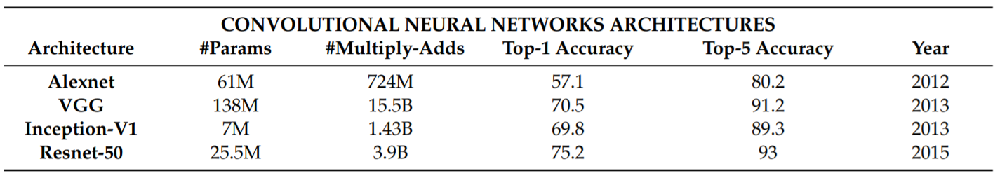 CONVOLUTIONAL NEURAL NETWORKS ARCHITECTURES
Architecture #Params #Multiply-Adds Top-1 Accuracy Top-5 Accuracy Year
Alexnet 61M 724M 57.1 80.2 2012
VGG 138M 15.5B 70.5 91.2 2013
Inception-V1 7M 1.43B 69.8 89.3 2013
Resnet-50 25.5M 3.9B 75.2 93 2015